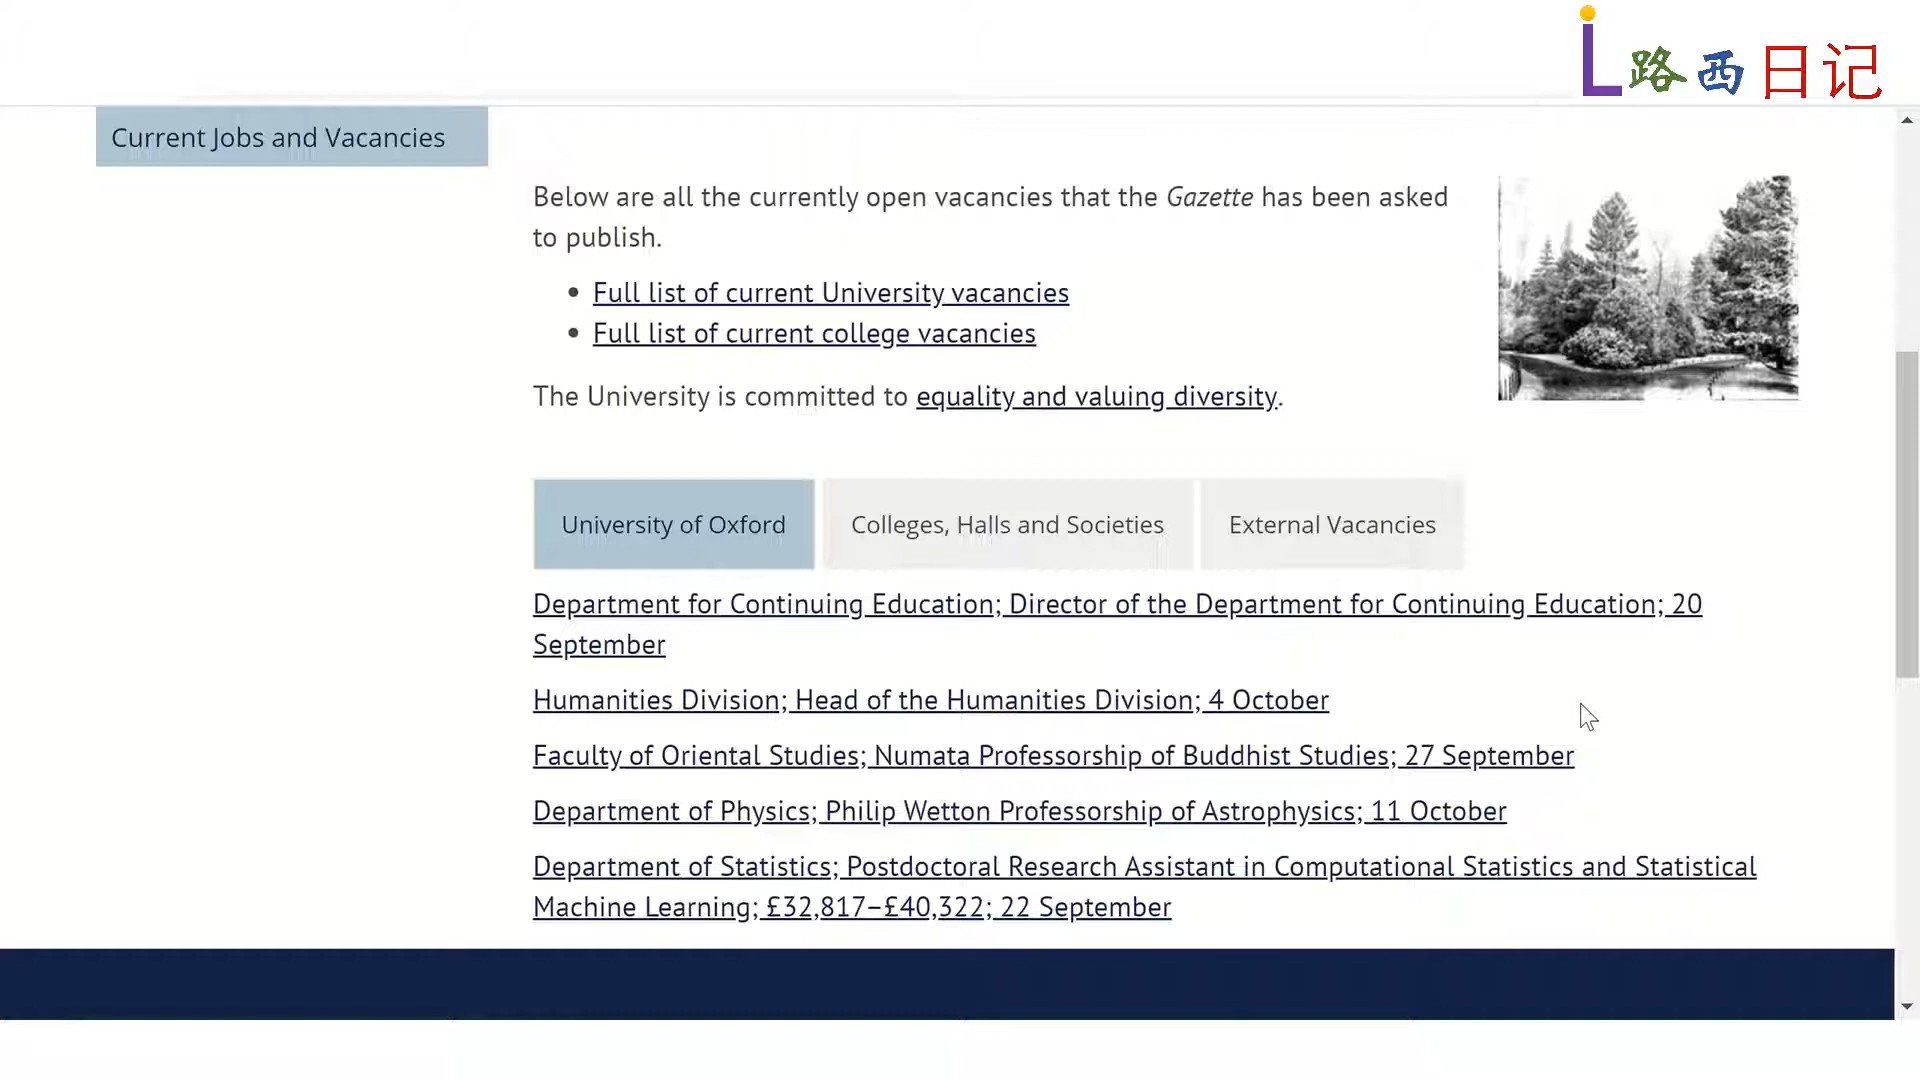 L路西日记
Current Jobs and Vacancies
Below are all the currently open vacancies that the Gazette has been asked
to publish.
Full list of current University vacancies
Full list of current college vacancies
The University is committed to equality and valuing diversity.
University of Oxford
Colleges, Halls and Societies
External Vacancies
Department for Continuing Education; Director of the Department for Continuing Education; 20
September
Humanities Division; Head of the Humanities Division; 4 October
Faculty of Oriental Studies; Numata Professorship of Buddhist Studies; 27 September
Department of Physics; Philip Wetton Professorship of Astrophysics; 11 October
Department of Statistics; Postdoctoral Research Assistant in Computational Statistics and Statistical
Machine Learning; £32,817–£40,322; 22 September